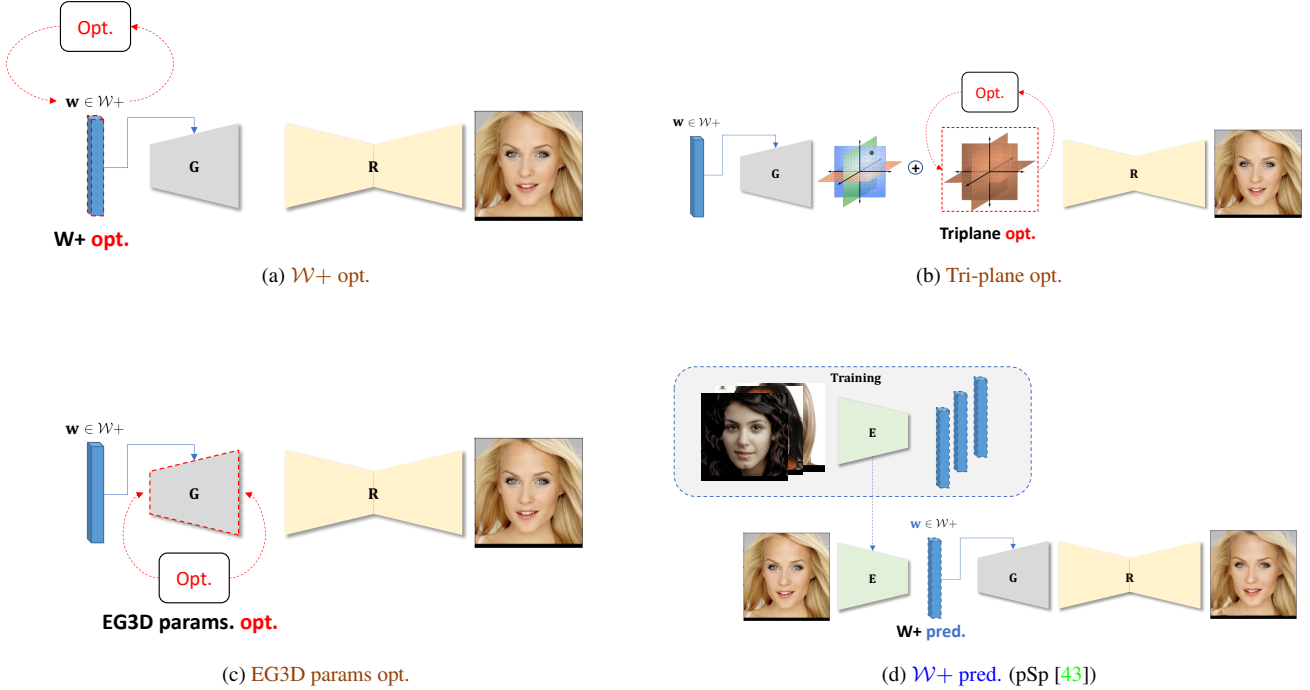 Opt.
w ∈ W+
G
R
W+ opt.
(a) W+ opt.
Opt.
w ∈ W+
G
+
R
Triplane opt.
(b) Tri-plane opt.
w ∈ W+
G
R
Opt.
EG3D params. opt.
(c) EG3D params opt.
Training
E
w ∈ W+
E
G
R
W+ pred.
(d) W+ pred. (pSp [43])